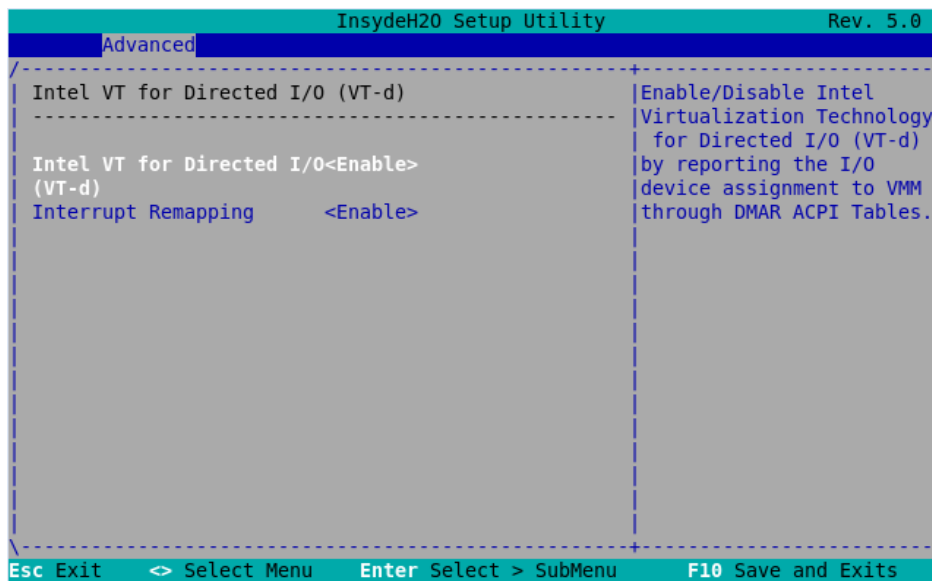 InsydeH2O Setup Utility Rev. 5.0
Advanced
Intel VT for Directed I/O (VT-d)
Intel VT for Directed I/O<Enable>
(VT-d)
Interrupt Remapping <Enable>
Enable/Disable Intel
Virtualization Technology
for Directed I/O (VT-d)
by reporting the I/O
device assignment to VMM
through DMAR ACPI Tables.
Esc Exit <> Select Menu Enter Select > SubMenu F10 Save and Exits